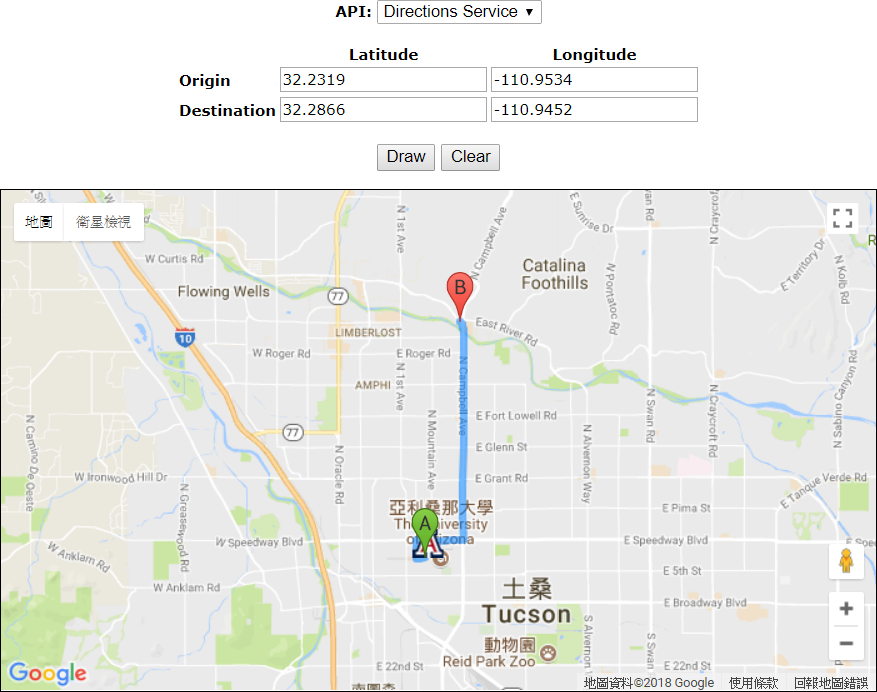 API: Directions Service ▼
Latitude Longitude
Origin 32.2319 -110.9534
Destination 32.2866 -110.9452
Draw Clear
地圖 衛星檢視
N 1st Ave
N Campbell Ave
E Sunrise Dr
N Craycroft
E Territory Dr
N Kolb Rd
W Curtis Rd
Flowing Wells
77
Catalina
Foothills
N Pontatoc Rd
B
10
LIMBERLOST
East River Rd
W Roger Rd
E Roger Rd
AMPHI
N 1st Ave
N Campbell Ave
N Sabino Canyon Rd
N Camino De Oeste
77
N Mountain Ave
E Fort Lowell Rd
N Swan Rd
N Craycroft Rd
N Oracle Rd
E Glenn St
N Alvernon Way
W Ironwood Hill Dr
N Greasewood Rd
E Grant Rd
E Tanque Verde Rd
亞利桑那大學
The University
of Arizona
A
E Pima St
W Speedway Blvd
E Speedway Blvd
E Spee
W Anklam Rd
W Anklam Rd
E 5th St
土桑
Tucson
E Broadway Blvd
S Alvernon
S Swan
動物園
Reid Park Zoo
E 22nd St
E 22nd St
Google
地圖資料©2018 Google 使用條款 回報地圖錯誤